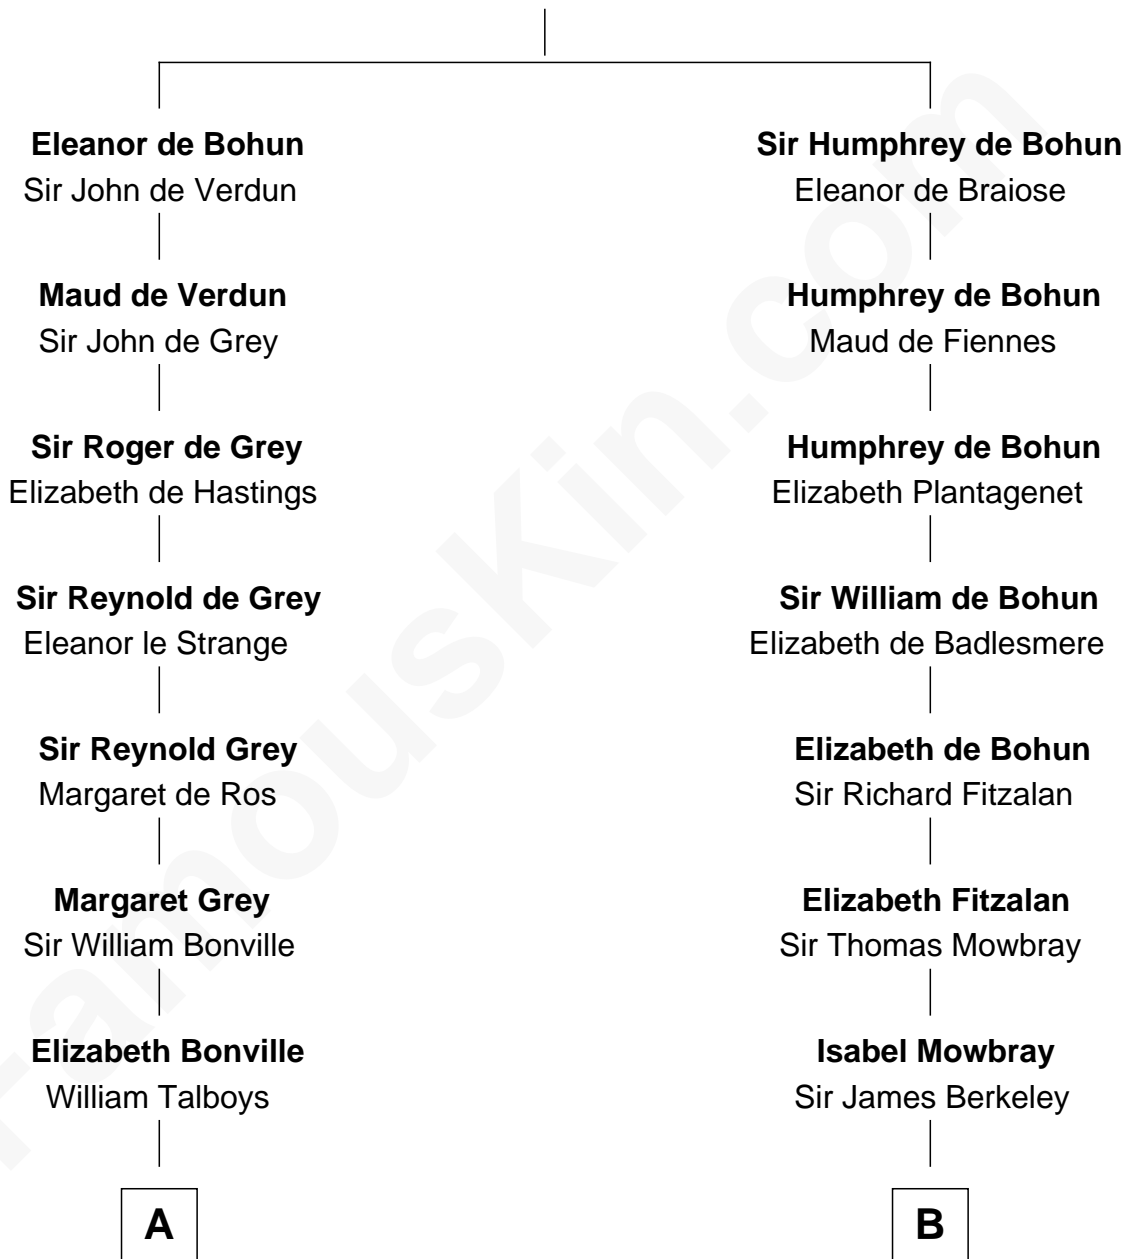 Eleanor de Bohun
Sir John de Verdun
Maud de Verdun
Sir John de Grey
Sir Roger de Grey
Elizabeth de Hastings
Sir Reynold de Grey
Eleanor le Strange
Sir Reynold Grey
Margaret de Ros
Margaret Grey
Sir William Bonville
Elizabeth Bonville
William Talboys
A
Sir Humphrey de Bohun
Eleanor de Braiose
Humphrey de Bohun
Maud de Fiennes
Humphrey de Bohun
Elizabeth Plantagenet
Sir William de Bohun
Elizabeth de Badlesmere
Elizabeth de Bohun
Sir Richard Fitzalan
Elizabeth Fitzalan
Sir Thomas Mowbray
Isabel Mowbray
Sir James Berkeley
B
FamousKin.com